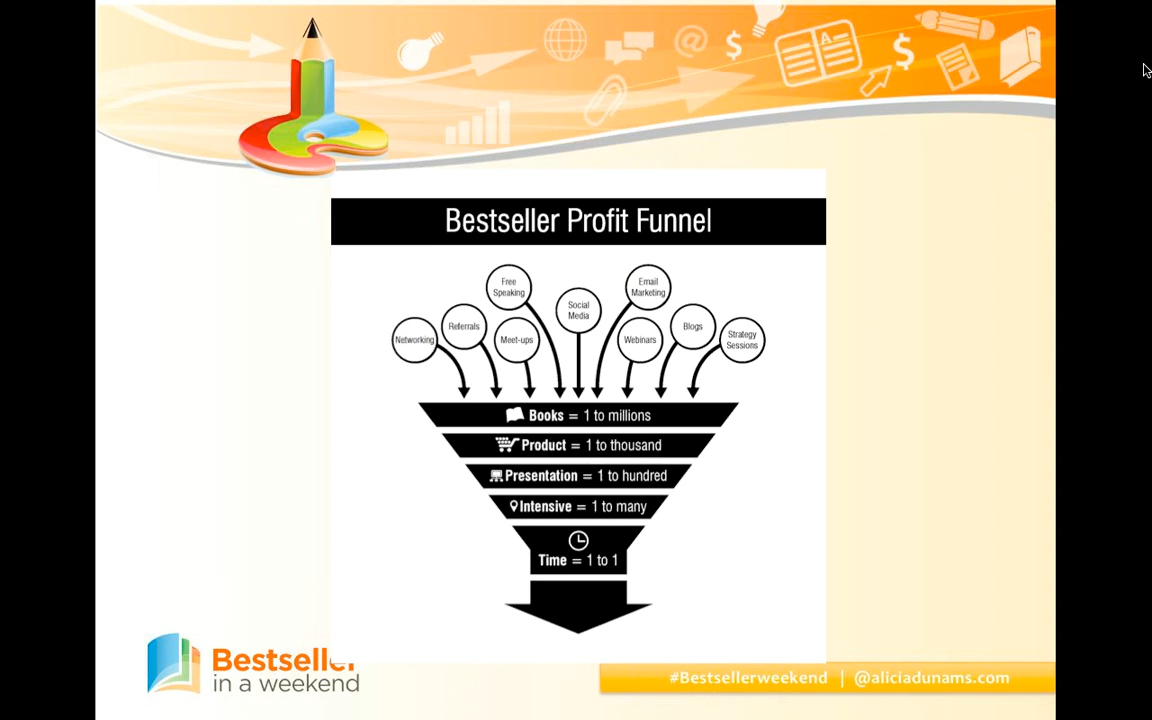 Bestseller Profit Funnel
Free
Speaking
Email
Marketing
Social
Media
Networking
Referrals
Meet-ups
Webinars
Blogs
Strategy
Sessions
Books = 1 to millions
Product = 1 to thousand
Presentation = 1 to hundred
Intensive = 1 to many
Time = 1 to 1
Bestseller
in a weekend
#Bestsellerweekend | @aliciadunams.com